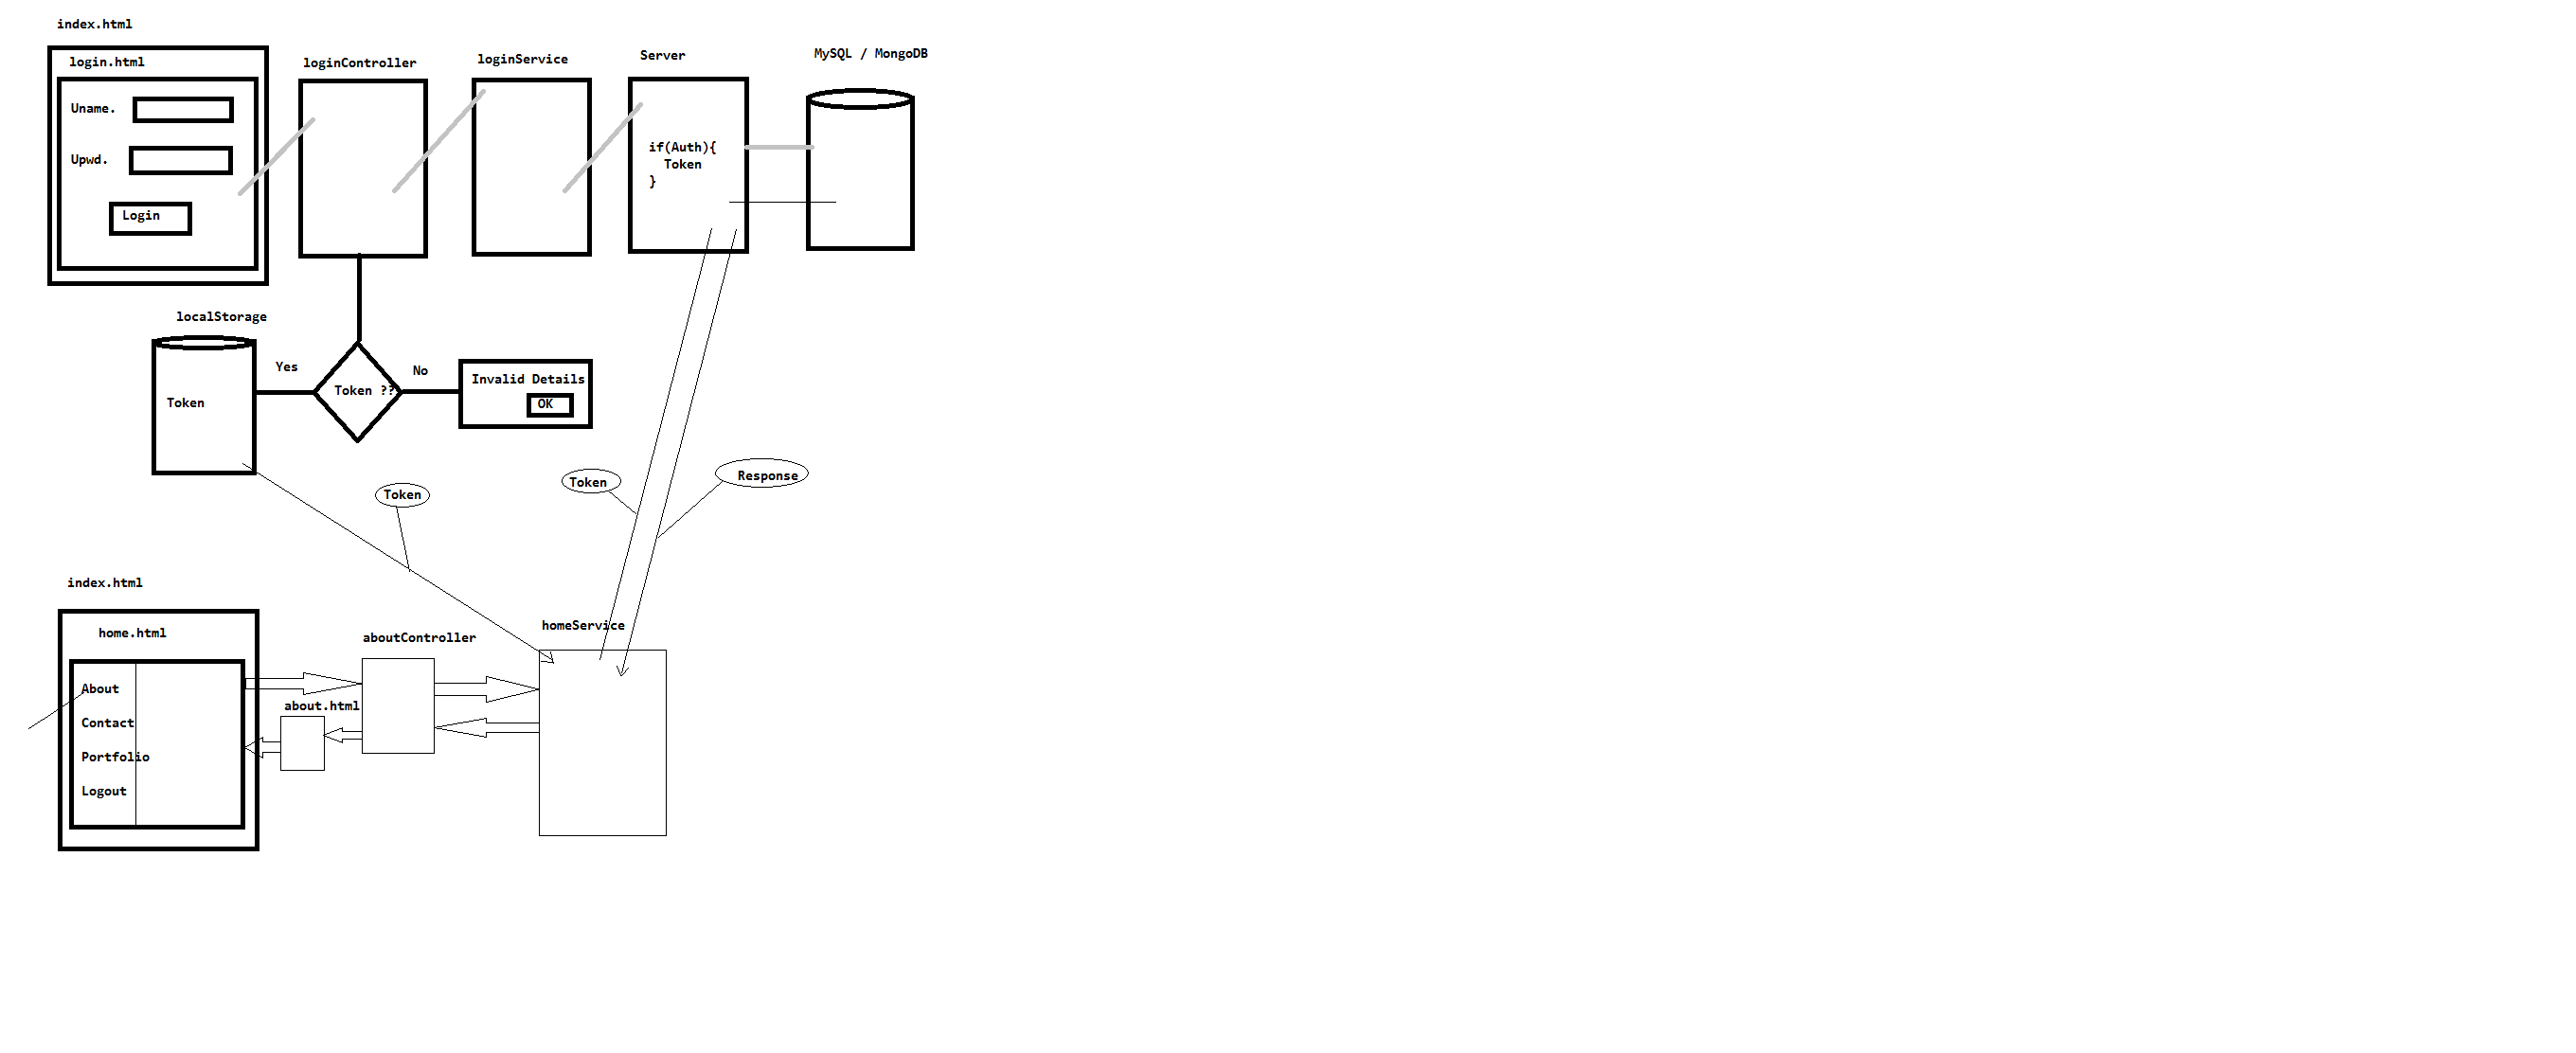 index.html
login.html
Uname.
Upwd.
Login
loginController
loginService
Server
if(Auth){
Token
}
MySQL / MongoDB
localStorage
Token
Yes
Token ??
No
Invalid Details
OK
Token
Token
Response
index.html
home.html
About
Contact
Portfolio
Logout
about.html
aboutController
homeService